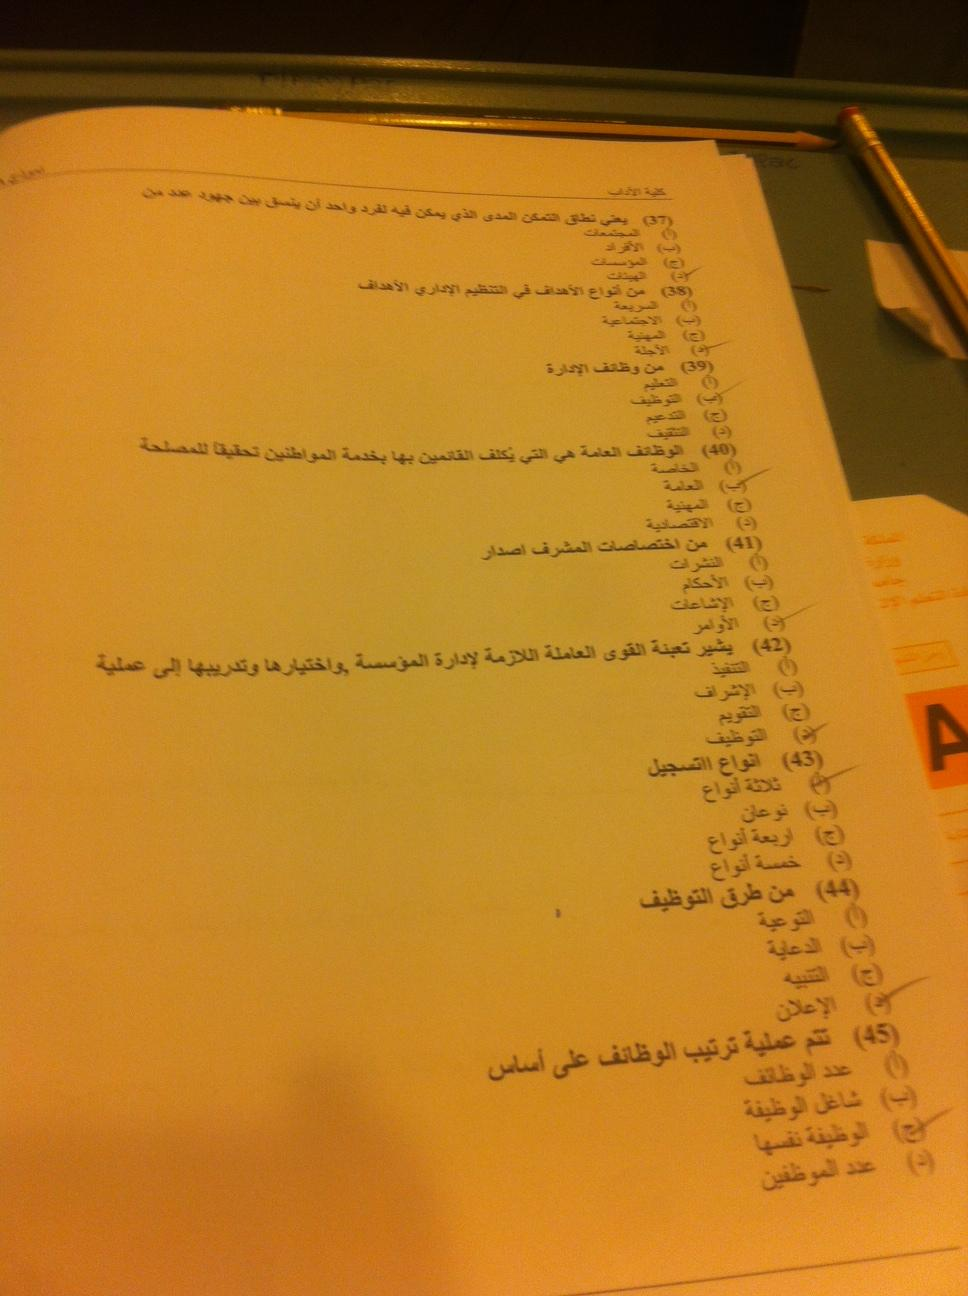 كلية الآداب
(37) يعني نطاق التمكن المدى الذي يمكن فيه لفرد واحد أن ينسق بين جهود عدد من
(أ) المجتمعات
(ب) الأفراد
(ج) المؤسسات
(د) الهيئات
(38) من أنواع الأهداف في التنظيم الإداري الأهداف
(أ) السريعة
(ب) الاجتماعية
(ج) المهنية
(د) الآجلة
(39) من وظائف الإدارة
(أ) التعليم
(ب) التوظيف
(ج) التدعيم
(د) التثقيف
(40) الوظائف العامة هي التي يُكلف القائمين بها بخدمة المواطنين تحقيقاً للمصلحة
(أ) الخاصة
(ب) العامة
(ج) المهنية
(د) الاقتصادية
(41) من اختصاصات المشرف اصدار
(أ) النشرات
(ب) الأحكام
(ج) الإشاعات
(د) الأوامر
(42) يشير تعبئة القوى العاملة اللازمة لإدارة المؤسسة ,واختيارها وتدريبها إلى عملية
(أ) التنفيذ
(ب) الإشراف
(ج) التقويم
(د) التوظيف
(43) انواع التسجيل
(أ) ثلاثة أنواع
(ب) نوعان
(ج) اربعة أنواع
(د) خمسة أنواع
(44) من طرق التوظيف
(أ) التوعية
(ب) الدعاية
(ج) التنبيه
(د) الإعلان
(45) تتم عملية ترتيب الوظائف على أساس
(أ) عدد الوظائف
(ب) شاغل الوظيفة
(ج) الوظيفة نفسها
(د) عدد الموظفين
المملكة
وزارة
A